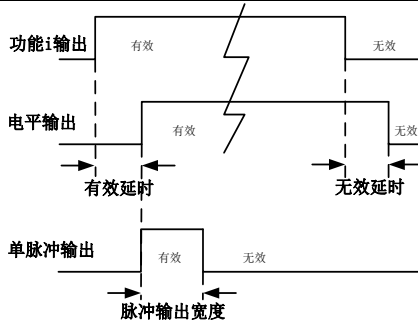 功能i输出
有效
无效
电平输出
有效
无效
有效延时
无效延时
单脉冲输出
有效
无效
脉冲输出宽度